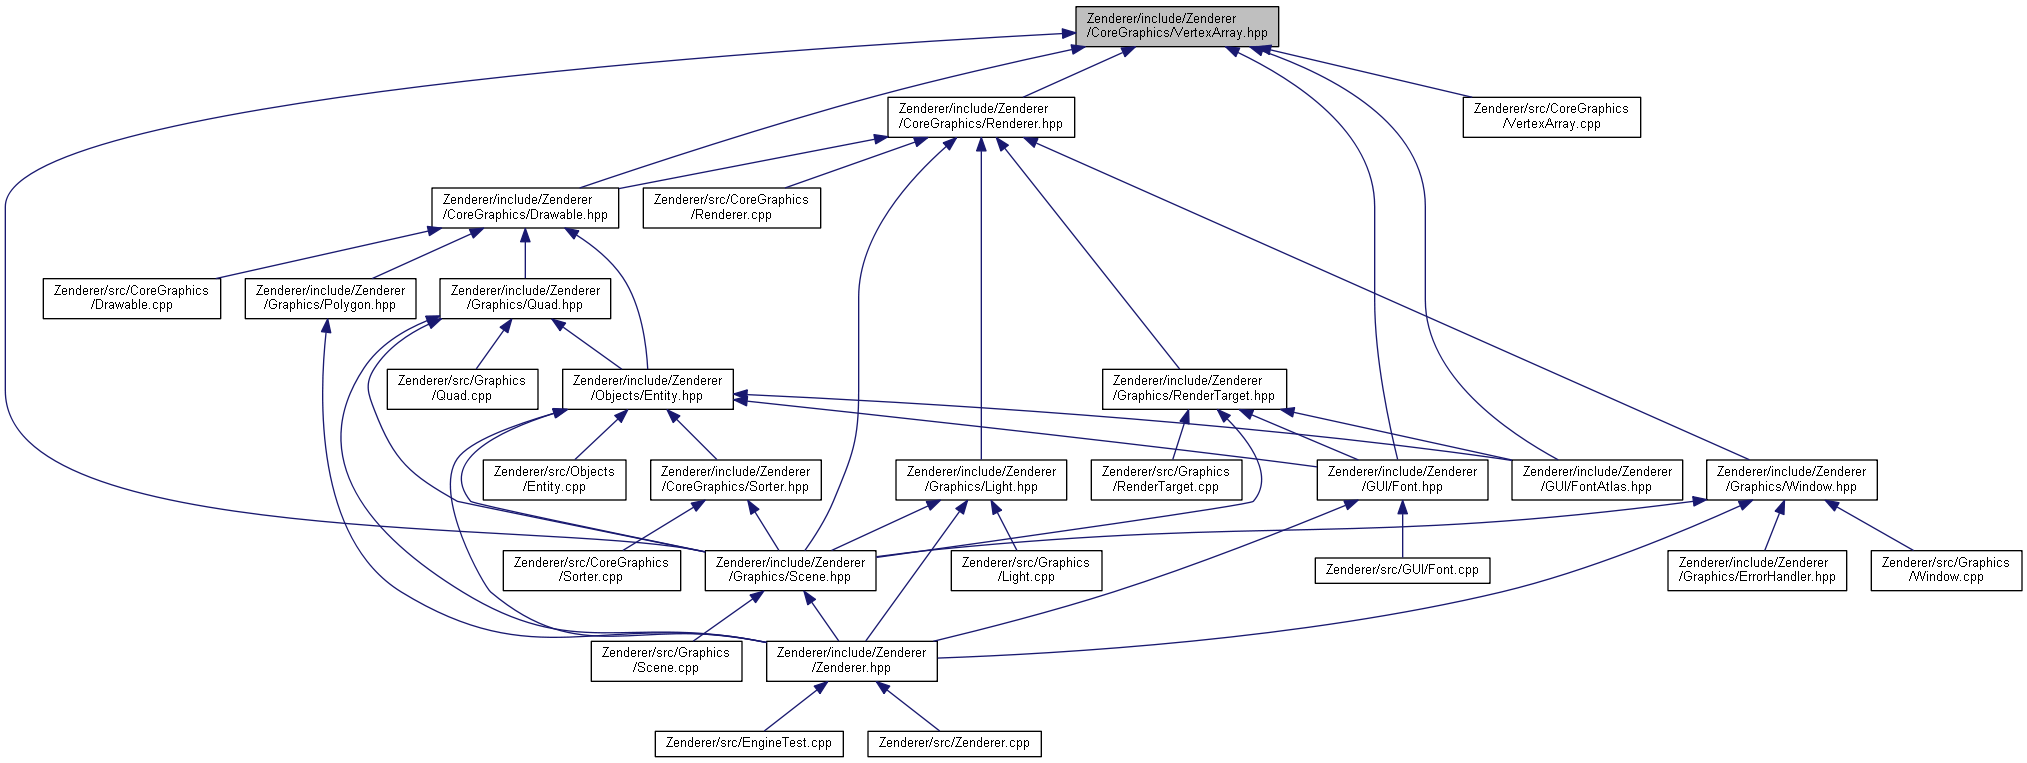 Zenderer/include/Zenderer
/CoreGraphics/VertexArray.hpp
Zenderer/include/Zenderer
/CoreGraphics/Renderer.hpp
Zenderer/src/CoreGraphics
/VertexArray.cpp
Zenderer/include/Zenderer
/CoreGraphics/Drawable.hpp
Zenderer/src/CoreGraphics
/Renderer.cpp
Zenderer/src/CoreGraphics
/Drawable.cpp
Zenderer/include/Zenderer
/Graphics/Polygon.hpp
Zenderer/include/Zenderer
/Graphics/Quad.hpp
Zenderer/src/Graphics
/Quad.cpp
Zenderer/include/Zenderer
/Objects/Entity.hpp
Zenderer/include/Zenderer
/Graphics/RenderTarget.hpp
Zenderer/src/Objects
/Entity.cpp
Zenderer/include/Zenderer
/CoreGraphics/Sorter.hpp
Zenderer/include/Zenderer
/Graphics/Light.hpp
Zenderer/src/Graphics
/RenderTarget.cpp
Zenderer/include/Zenderer
/GUI/Font.hpp
Zenderer/include/Zenderer
/GUI/FontAtlas.hpp
Zenderer/include/Zenderer
/Graphics/Window.hpp
Zenderer/src/CoreGraphics
/Sorter.cpp
Zenderer/include/Zenderer
/Graphics/Scene.hpp
Zenderer/src/Graphics
/Light.cpp
Zenderer/src/GUI/Font.cpp
Zenderer/include/Zenderer
/Graphics/ErrorHandler.hpp
Zenderer/src/Graphics
/Window.cpp
Zenderer/src/Graphics
/Scene.cpp
Zenderer/include/Zenderer
/Zenderer.hpp
Zenderer/src/EngineTest.cpp
Zenderer/src/Zenderer.cpp